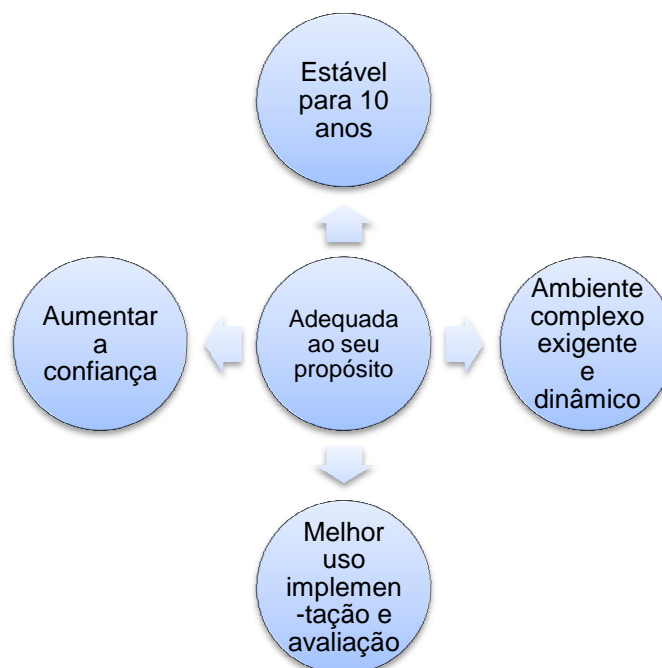 Estável
para 10
anos
Aumentar
a
confiança
Adequada
ao seu
propósito
Ambiente
complexo
exigente
e
dinâmico
Melhor
uso
implemen
-tação e
avaliação